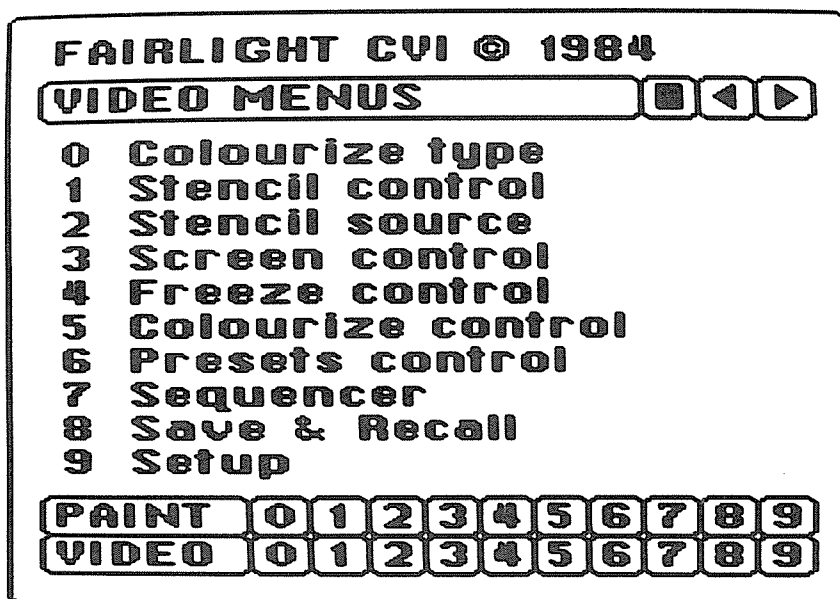 FAIRLIGHT CVI © 1984
VIDEO MENUS
0 Colourize type
1 Stencil control
2 Stencil source
3 Screen control
4 Freeze control
5 Colourize control
6 Presets control
7 Sequencer
8 Save & Recall
9 Setup
PAINT 0 1 2 3 4 5 6 7 8 9
VIDEO 0 1 2 3 4 5 6 7 8 9